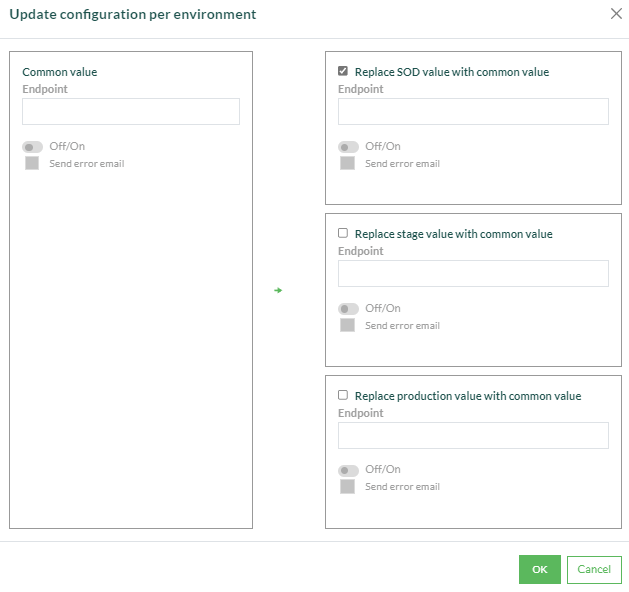 Update configuration per environment
Common value
Endpoint
Off/On
Send error email
Replace SOD value with common value
Endpoint
Off/On
Send error email
Replace stage value with common value
Endpoint
Off/On
Send error email
Replace production value with common value
Endpoint
Off/On
Send error email
OK
Cancel